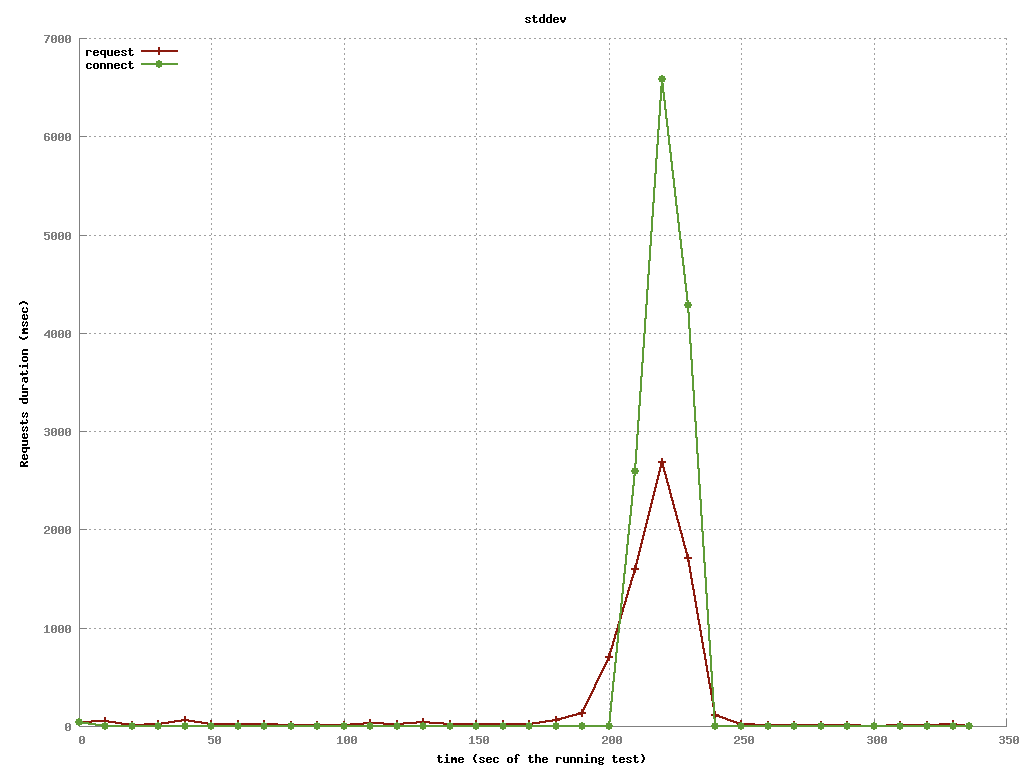 stddev
request
connect
7000
6000
5000
4000
3000
2000
1000
0
Requests duration (msec)
0 50 100 150 200 250 300 350
time (sec of the running test)